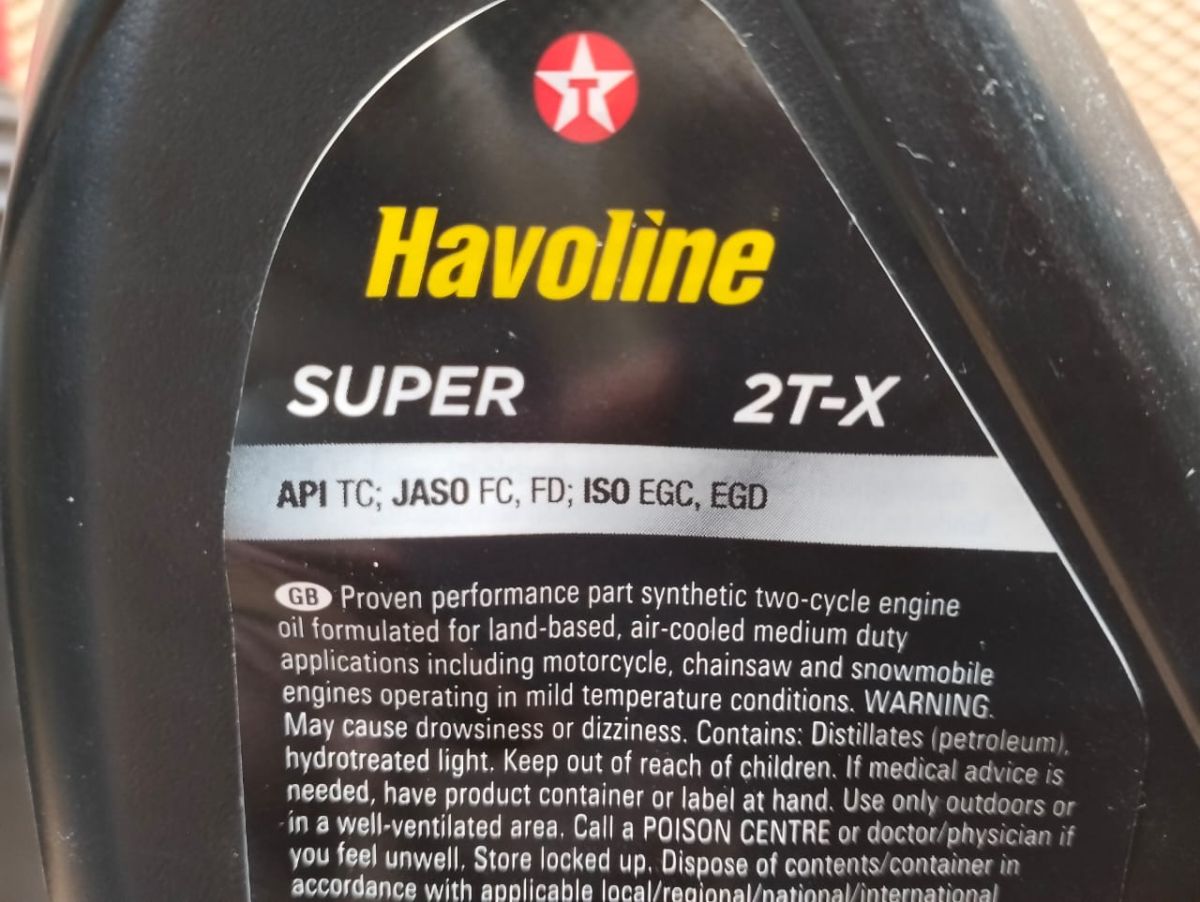 T
Havoline
SUPER 2T-X
API TC; JASO FC, FD; ISO EGC, EGD
GB Proven performance part synthetic two-cycle engine
oil formulated for land-based, air-cooled medium duty
applications including motorcycle, chainsaw and snowmobile
engines operating in mild temperature conditions. WARNING.
May cause drowsiness or dizziness. Contains: Distillates (petroleum),
hydrotreated light. Keep out of reach of children. If medical advice is
needed, have product container or label at hand. Use only outdoors or
in a well-ventilated area. Call a POISON CENTRE or doctor/physician if
you feel unwell. Store locked up. Dispose of contents/container in
accordance with applicable local/regional/national/international